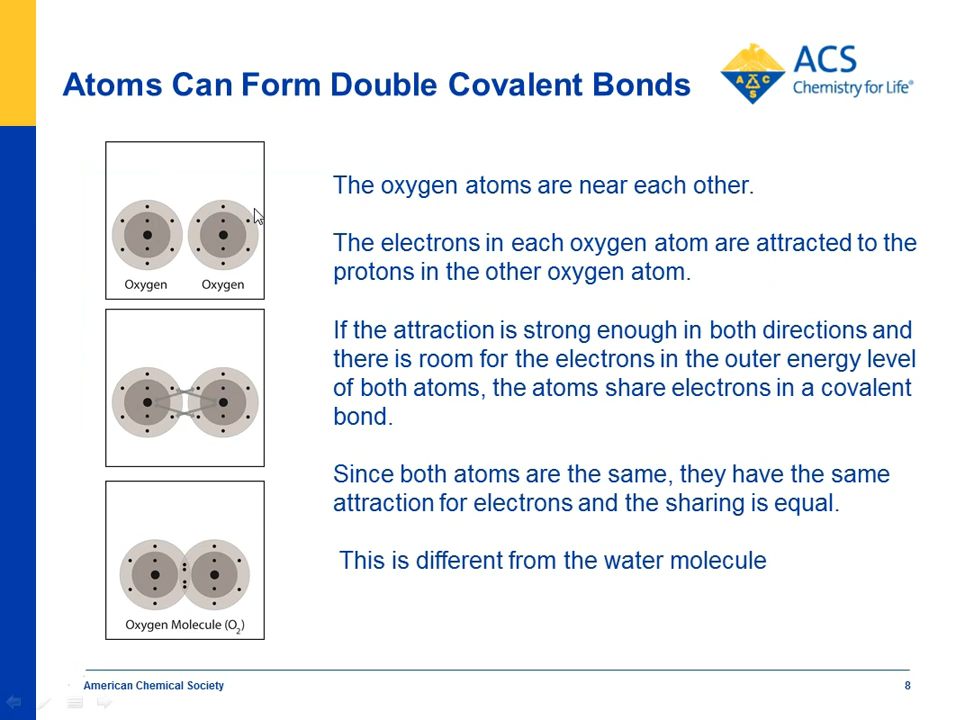 Atoms Can Form Double Covalent Bonds
A C S
ACS
Chemistry for Life®
The oxygen atoms are near each other.
The electrons in each oxygen atom are attracted to the
protons in the other oxygen atom.
If the attraction is strong enough in both directions and
there is room for the electrons in the outer energy level
of both atoms, the atoms share electrons in a covalent
bond.
Since both atoms are the same, they have the same
attraction for electrons and the sharing is equal.
This is different from the water molecule
Oxygen Oxygen
Oxygen Molecule (O2)
American Chemical Society 8